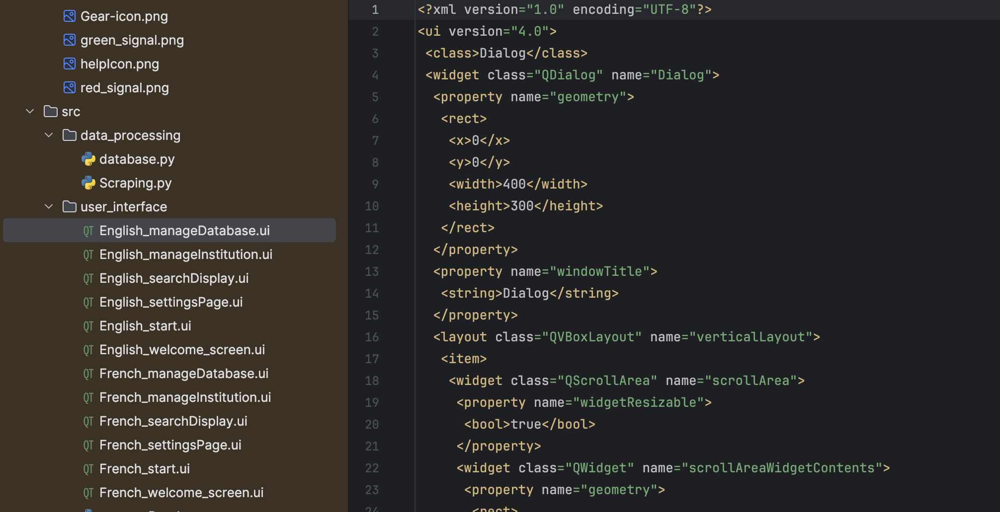 Gear-icon.png
green_signal.png
helpIcon.png
red_signal.png
src
data_processing
database.py
Scraping.py
user_interface
QT English_manageDatabase.ui
QT English_manageInstitution.ui
QT English_searchDisplay.ui
QT English_settingsPage.ui
QT English_start.ui
QT English_welcome_screen.ui
QT French_manageDatabase.ui
QT French_manageInstitution.ui
QT French_searchDisplay.ui
QT French_settingsPage.ui
QT French_start.ui
QT French_welcome_screen.ui
1 <?xml version="1.0" encoding="UTF-8"?>
2 <ui version="4.0">
3 <class>Dialog</class>
4 <widget class="QDialog" name="Dialog">
5 <property name="geometry">
6 <rect>
7 <x>0</x>
8 <y>0</y>
9 <width>400</width>
10 <height>300</height>
11 </rect>
12 </property>
13 <property name="windowTitle">
14 <string>Dialog</string>
15 </property>
16 <layout class="QVBoxLayout" name="verticalLayout">
17 <item>
18 <widget class="QScrollArea" name="scrollArea">
19 <property name="widgetResizable">
20 <bool>true</bool>
21 </property>
22 <widget class="QWidget" name="scrollAreaWidgetContents">
23 <property name="geometry">
24 <rect>